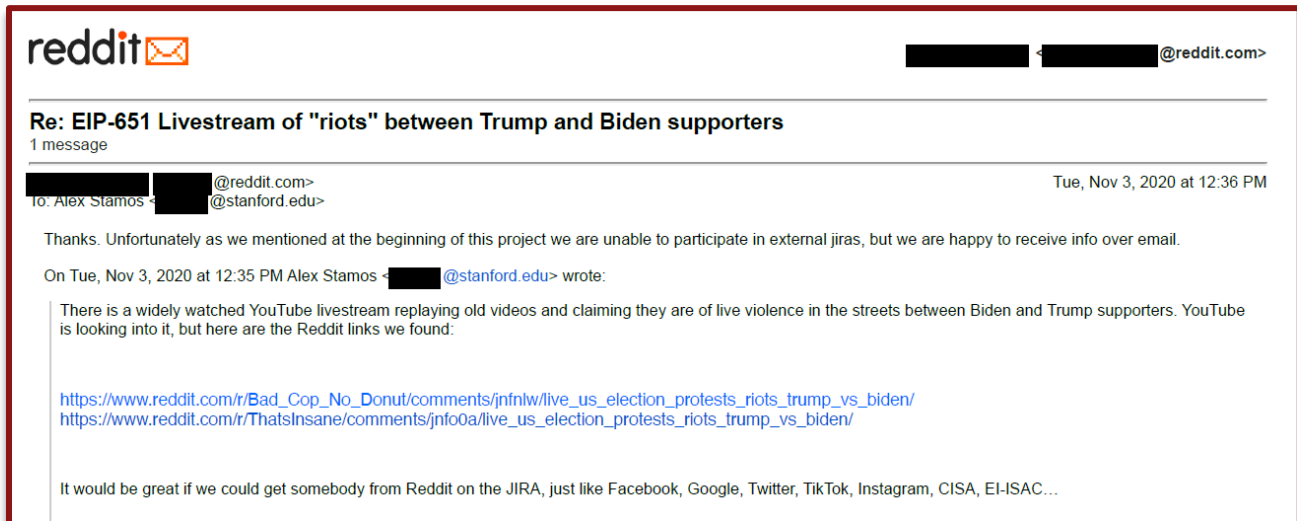 reddit
<@reddit.com>
Re: EIP-651 Livestream of "riots" between Trump and Biden supporters
1 message
@reddit.com>
Tue, Nov 3, 2020 at 12:36 PM
To: Alex Stamos <@stanford.edu>
Thanks. Unfortunately as we mentioned at the beginning of this project we are unable to participate in external jiras, but we are happy to receive info over email.
On Tue, Nov 3, 2020 at 12:35 PM Alex Stamos <@stanford.edu> wrote:
There is a widely watched YouTube livestream replaying old videos and claiming they are of live violence in the streets between Biden and Trump supporters. YouTube
is looking into it, but here are the Reddit links we found:
https://www.reddit.com/r/Bad_Cop_No_Donut/comments/jnfnlw/live_us_election_protests_riots_trump_vs_biden/
https://www.reddit.com/r/ThatsInsane/comments/jnfo0a/live_us_election_protests_riots_trump_vs_biden/
It would be great if we could get somebody from Reddit on the JIRA, just like Facebook, Google, Twitter, TikTok, Instagram, CISA, EI-ISAC…